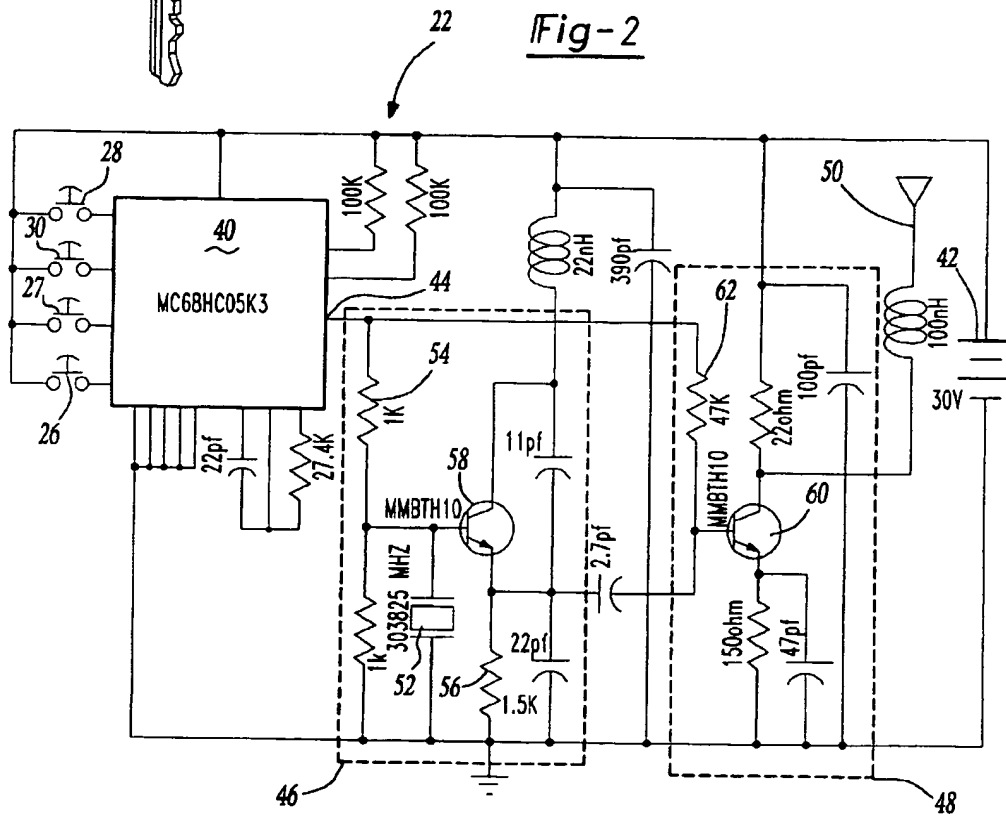 22
Fig-2
28
30
27
26
40
MC68HC05K3
100K
100K
44
22nH
390pf
50
42
100nH
30V
62
47K
22ohm
100pf
54
1K
22pf
27.4K
11pf
58
MMBTH10
MMBTH10
60
2.7pf
303825 MHZ
1k
52
56
1.5K
22pf
150ohm
47pf
46
48